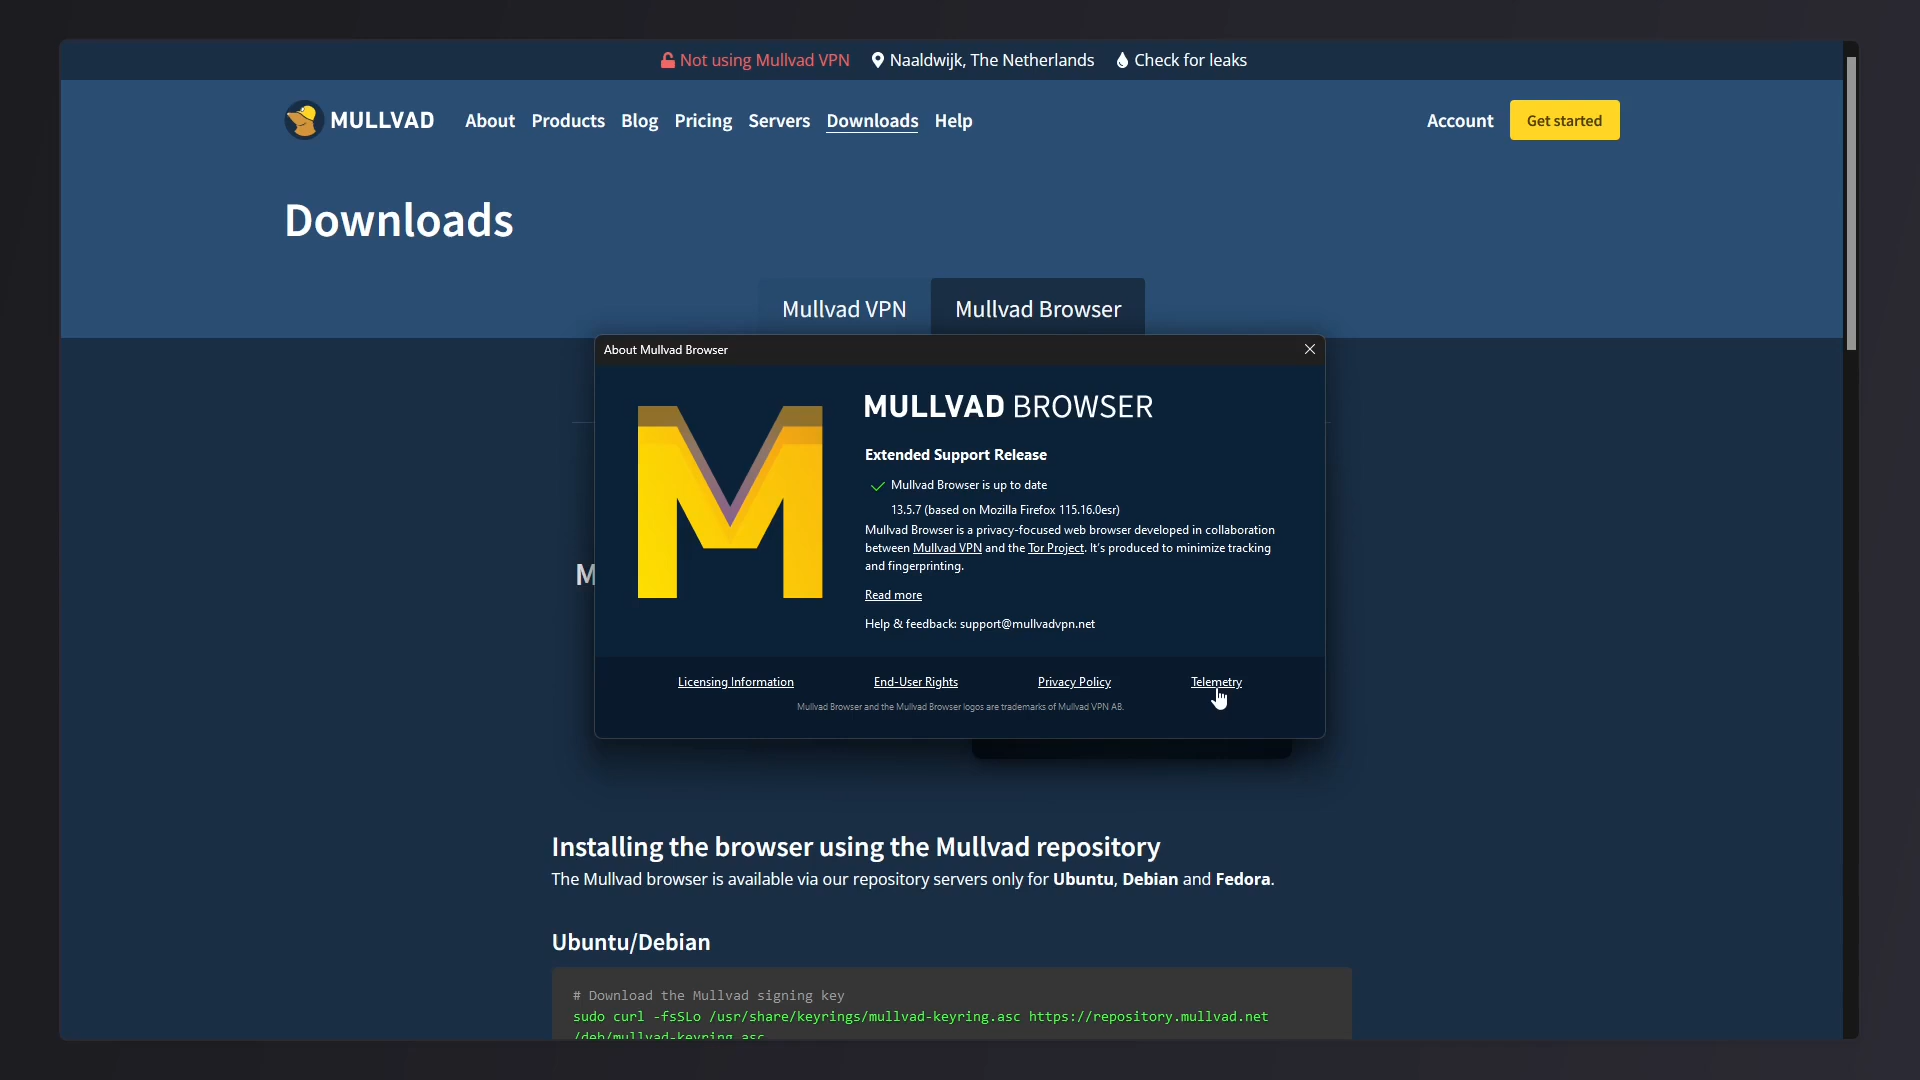 Not using Mullvad VPN Naaldwijk, The Netherlands Check for leaks
MULLVAD About Products Blog Pricing Servers Downloads Help Account Get started
Downloads
Mullvad VPN Mullvad Browser
About Mullvad Browser
MULLVAD BROWSER
Extended Support Release
Mullvad Browser is up to date
13.5.7 (based on Mozilla Firefox 115.16.0esr)
Mullvad Browser is a privacy-focused web browser developed in collaboration
between Mullvad VPN and the Tor Project. It's produced to minimize tracking
and fingerprinting.
Read more
Help & feedback: support@mullvadvpn.net
M
Licensing Information End-User Rights Privacy Policy Telemetry
Mullvad Browser and the Mullvad Browser logos are trademarks of Mullvad VPN AB.
Installing the browser using the Mullvad repository
The Mullvad browser is available via our repository servers only for Ubuntu, Debian and Fedora.
Ubuntu/Debian
# Download the Mullvad signing key
sudo curl -fsSLo /usr/share/keyrings/mullvad-keyring.asc https://repository.mullvad.net
/deb/mullvad-keyring.asc